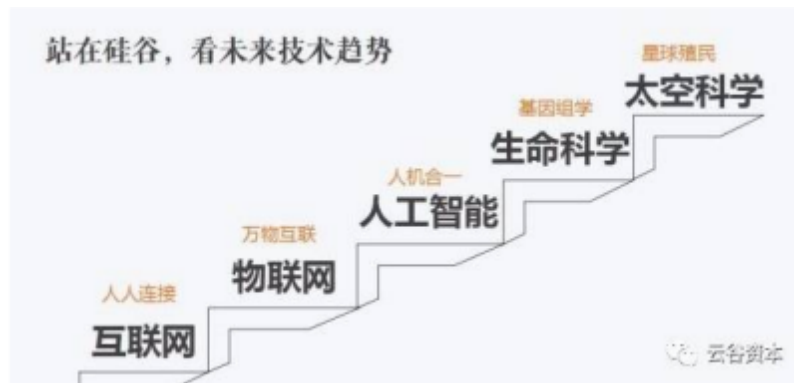 站在硅谷，看未来技术趋势
星球殖民
太空科学
基因组学
生命科学
人机合一
人工智能
万物互联
物联网
人人连接
互联网
云谷资本